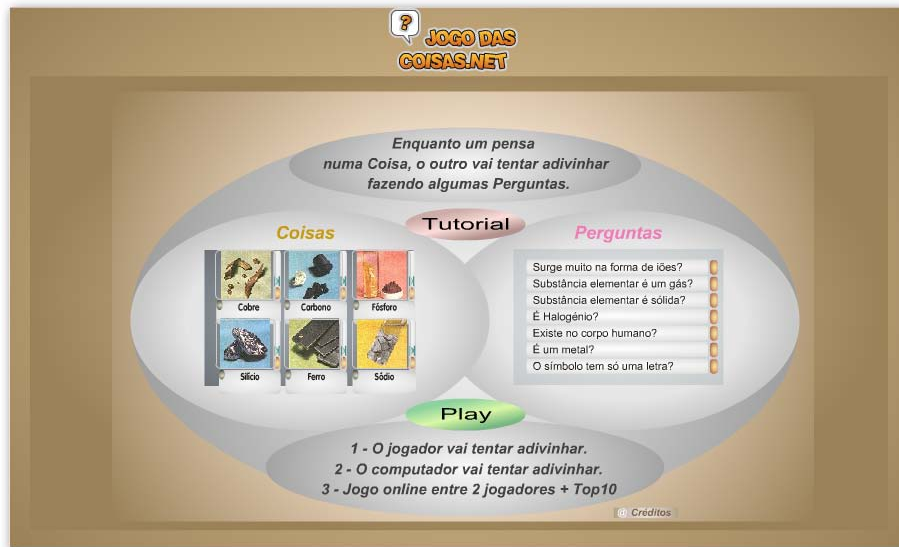 ?
JOGO DAS
COISAS.NET
Enquanto um pensa
numa Coisa, o outro vai tentar adivinhar
fazendo algumas Perguntas.
Tutorial
Coisas
Perguntas
Cobre
Carbono
Fósforo
Silício
Ferro
Sódio
Surge muito na forma de iões?
Substância elementar é um gás?
Substância elementar é sólida?
É Halogénio?
Existe no corpo humano?
É um metal?
O símbolo tem só uma letra?
Play
1 - O jogador vai tentar adivinhar.
2 - O computador vai tentar adivinhar.
3 - Jogo online entre 2 jogadores + Top10
@ Créditos